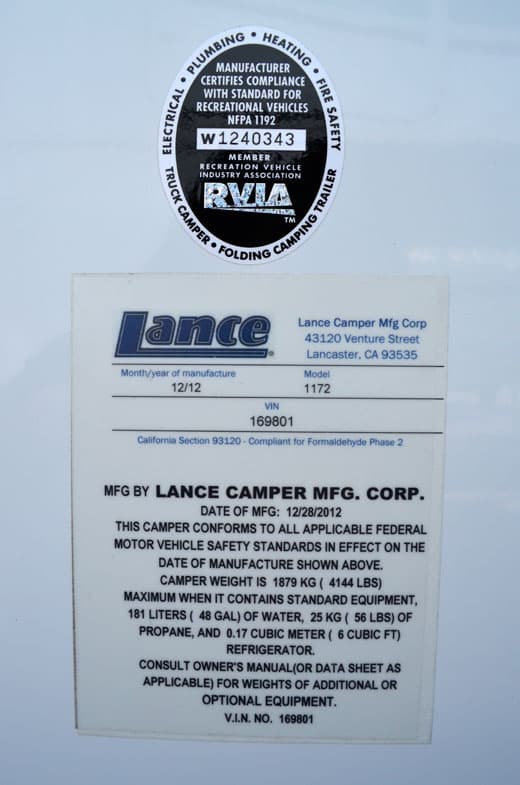 ELECTRICAL • PLUMBING • HEATING • FIRE SAFETY
MANUFACTURER
CERTIFIES COMPLIANCE
WITH STANDARD FOR
RECREATIONAL VEHICLES
NFPA 1192
W1240343
MEMBER
RECREATION VEHICLE
INDUSTRY ASSOCIATION
RVIA
TM
TRUCK CAMPER • FOLDING CAMPING TRAILER
Lance®
Lance Camper Mfg Corp
43120 Venture Street
Lancaster, CA 93535
Month/year of manufacture Model
12/12 1172
VIN
169801
California Section 93120 - Compliant for Formaldehyde Phase 2
MFG BY LANCE CAMPER MFG. CORP.
DATE OF MFG: 12/28/2012
THIS CAMPER CONFORMS TO ALL APPLICABLE FEDERAL
MOTOR VEHICLE SAFETY STANDARDS IN EFFECT ON THE
DATE OF MANUFACTURE SHOWN ABOVE.
CAMPER WEIGHT IS 1879 KG ( 4144 LBS)
MAXIMUM WHEN IT CONTAINS STANDARD EQUIPMENT,
181 LITERS ( 48 GAL) OF WATER, 25 KG ( 56 LBS) OF
PROPANE, AND 0.17 CUBIC METER ( 6 CUBIC FT)
REFRIGERATOR.
CONSULT OWNER'S MANUAL(OR DATA SHEET AS
APPLICABLE) FOR WEIGHTS OF ADDITIONAL OR
OPTIONAL EQUIPMENT.
V.I.N. NO. 169801